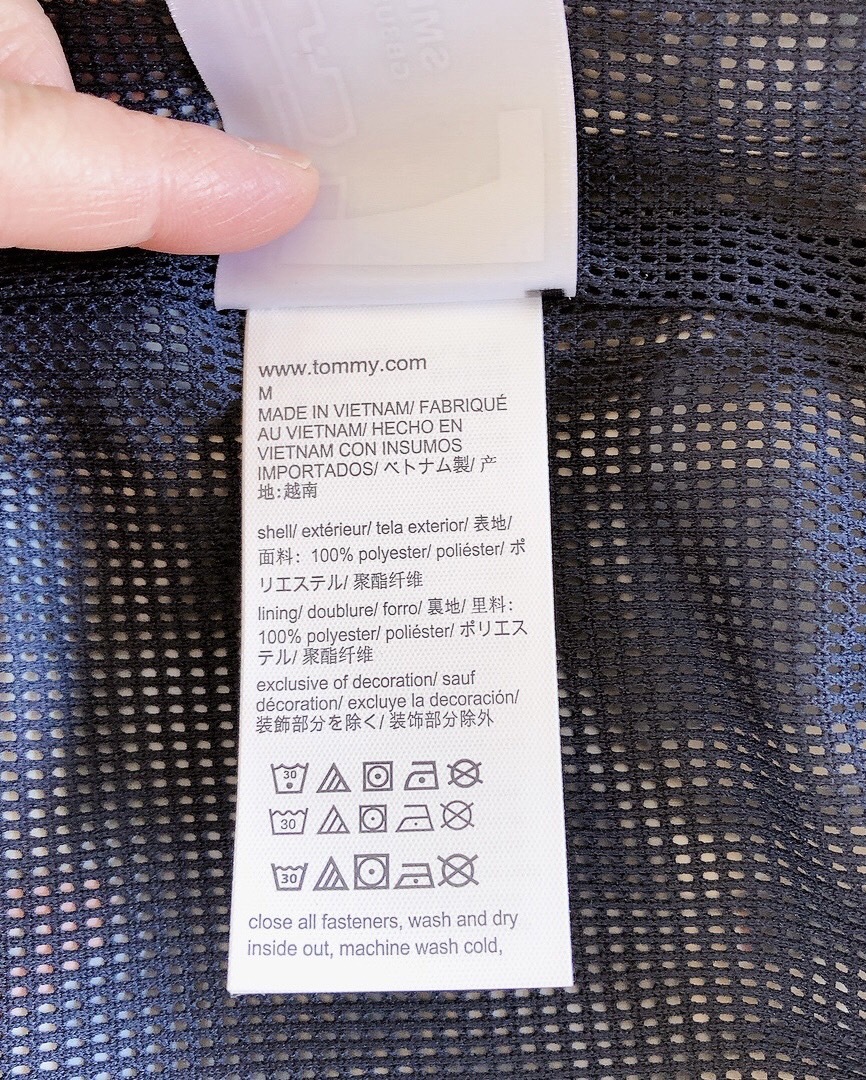 www.tommy.com
M
MADE IN VIETNAM/ FABRIQUÉ
AU VIETNAM/ HECHO EN
VIETNAM CON INSUMOS
IMPORTADOS/ ベトナム製/ 产
地:越南
shell/ extérieur/ tela exterior/ 表地/
面料: 100% polyester/ poliéster/ ポ
リエステル/ 聚酯纤维
lining/ doublure/ forro/ 裏地/ 里料:
100% polyester/ poliéster/ ポリエス
テル/ 聚酯纤维
exclusive of decoration/ sauf
décoration/ excluye la decoración/
装飾部分を除く/ 装饰部分除外
30
30
30
close all fasteners, wash and dry
inside out, machine wash cold,